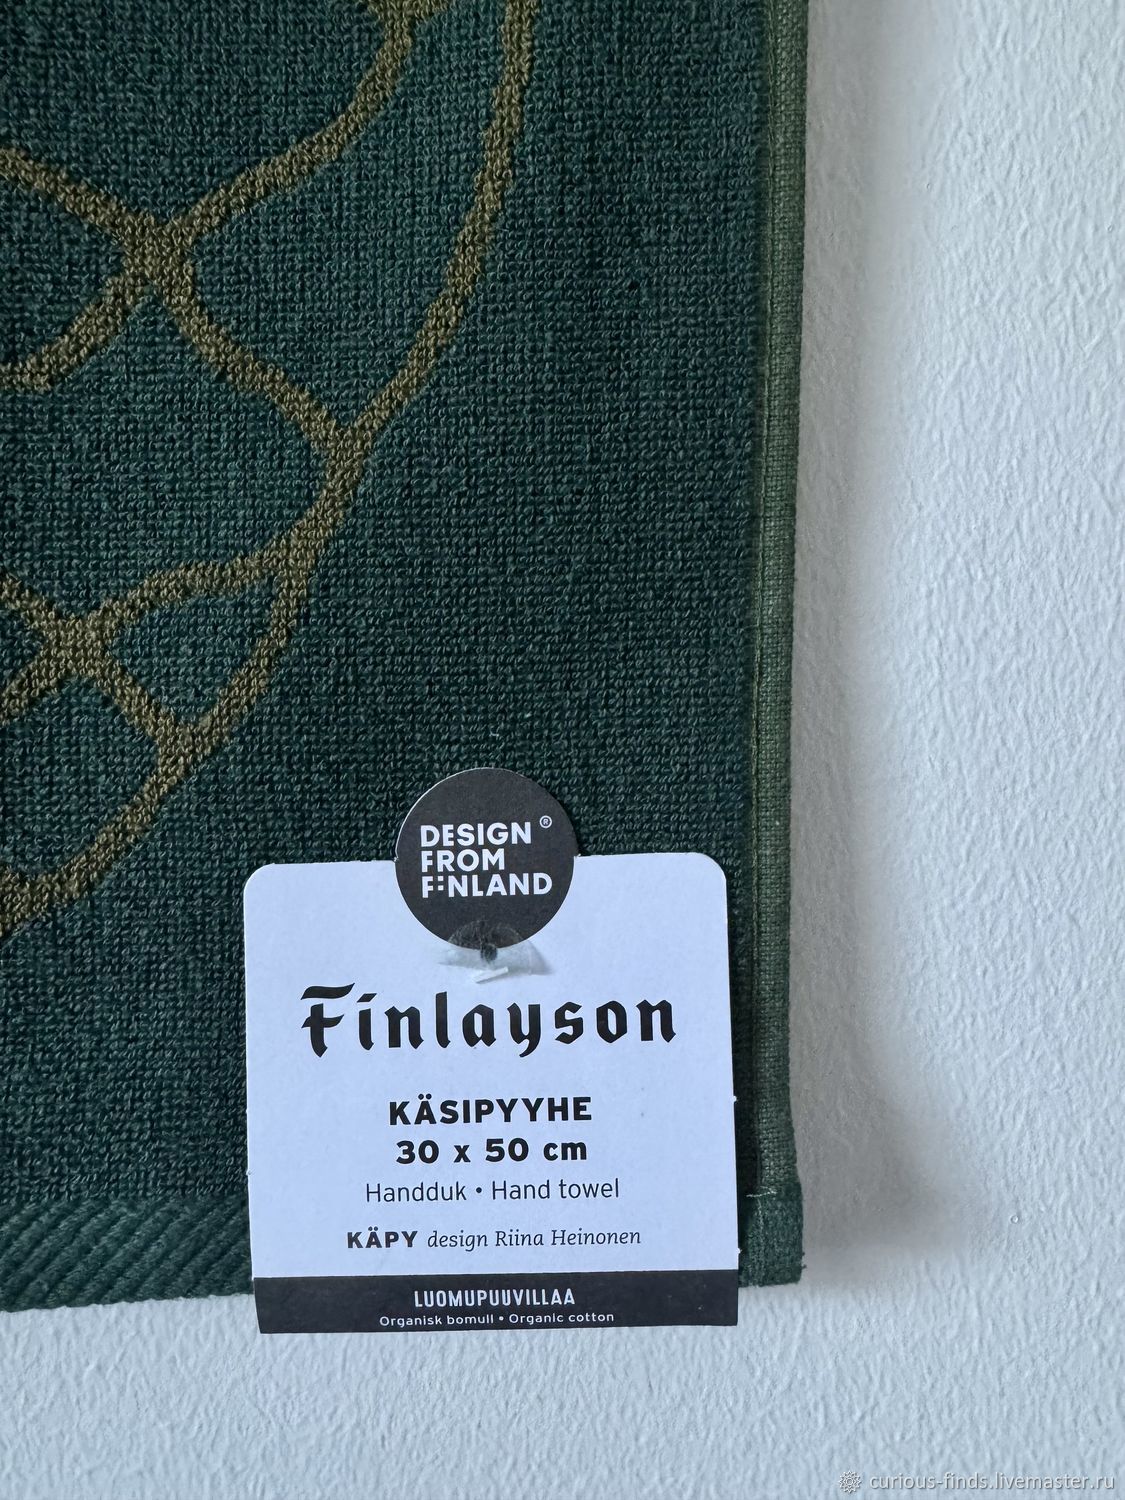 DESIGN ®
FROM
FINLAND
Finlayson
KÄSIPYYHE
30 x 50 cm
Handduk • Hand towel
KÄPY design Riina Heinonen
LUOMUPUUVILLAA
Organisk bomull • Organic cotton
curious-finds.livemaster.ru